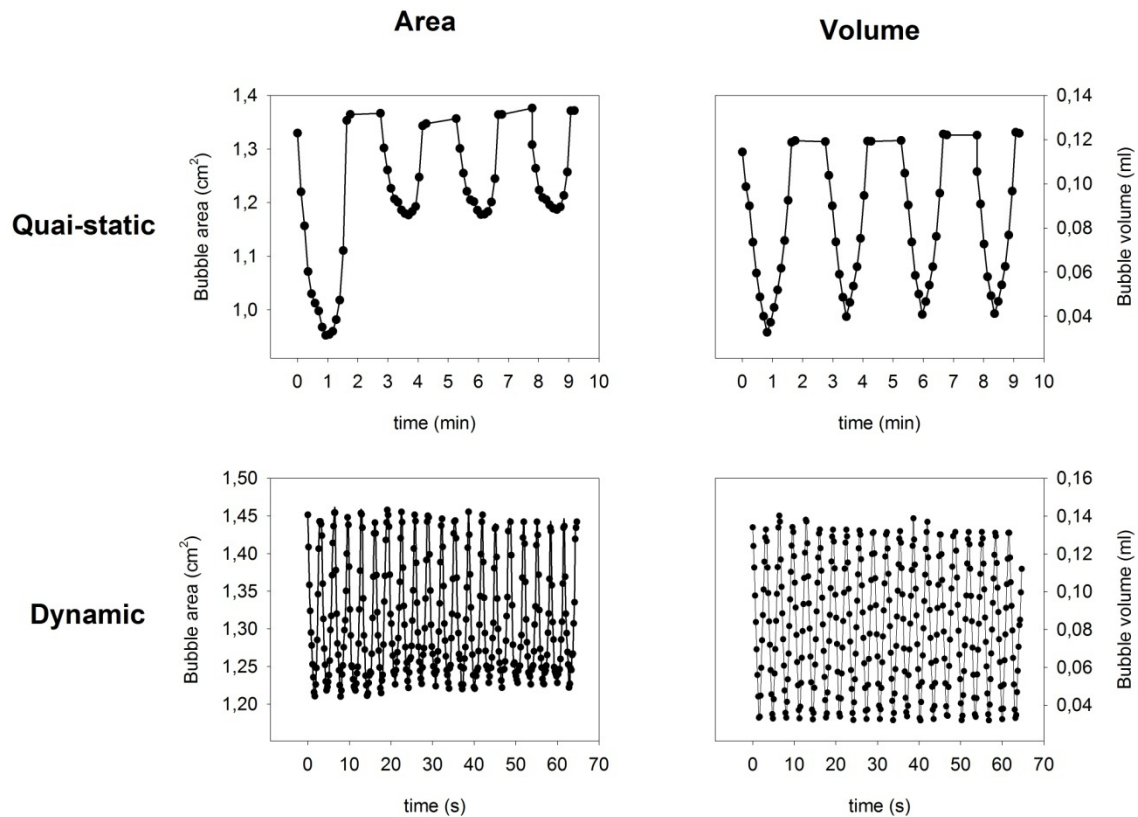 Area
Volume
Quai-static
Bubble area (cm²)
1,4
1,3
1,2
1,1
1,0
0 1 2 3 4 5 6 7 8 9 10
time (min)
0,14
0,12
0,10
0,08
0,06
0,04
Bubble volume (ml)
0 1 2 3 4 5 6 7 8 9 10
time (min)
Dynamic
Bubble area (cm²)
1,50
1,45
1,40
1,35
1,30
1,25
1,20
0 10 20 30 40 50 60 70
time (s)
0,16
0,14
0,12
0,10
0,08
0,06
0,04
Bubble volume (ml)
0 10 20 30 40 50 60 70
time (s)